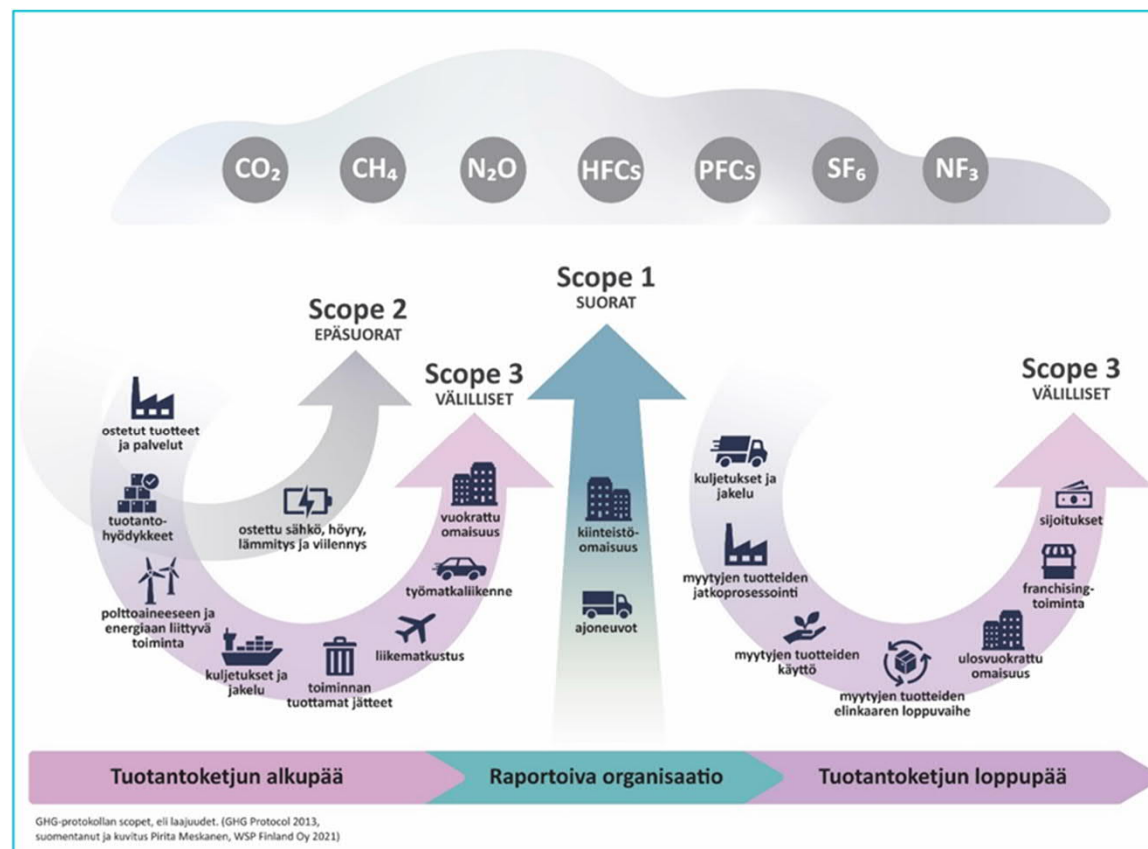 CO₂
CH₄
N₂O
HFCs
PFCs
SF₆
NF₃
Scope 2
EPÄSUORAT
ostettu sähkö, höyry,
lämmitys ja viilennys
Scope 3
VÄLILLISET
ostetut tuotteet
ja palvelut
tuotanto-
hyödykkeet
polttoaineeseen ja
energiaan liittyvä
toiminta
kuljetukset ja
jakelu
toiminnan
tuottamat jätteet
liikematkustus
työmatkaliikenne
vuokrattu
omaisuus
Scope 1
SUORAT
kiinteistö-
omaisuus
ajoneuvot
Scope 3
VÄLILLISET
kuljetukset ja
jakelu
myytyjen tuotteiden
jatkoprosessointi
myytyjen tuotteiden
käyttö
myytyjen tuotteiden
elinkaaren loppuvaihe
ulosvuokrattu
omaisuus
franchising-
toiminta
sijoitukset
Tuotantoketjun alkupää
Raportoiva organisaatio
Tuotantoketjun loppupää
GHG-protokollan scopet, eli laajuudet. (GHG Protocol 2013,
suomentanut ja kuvitus Pirita Meskanen, WSP Finland Oy 2021)